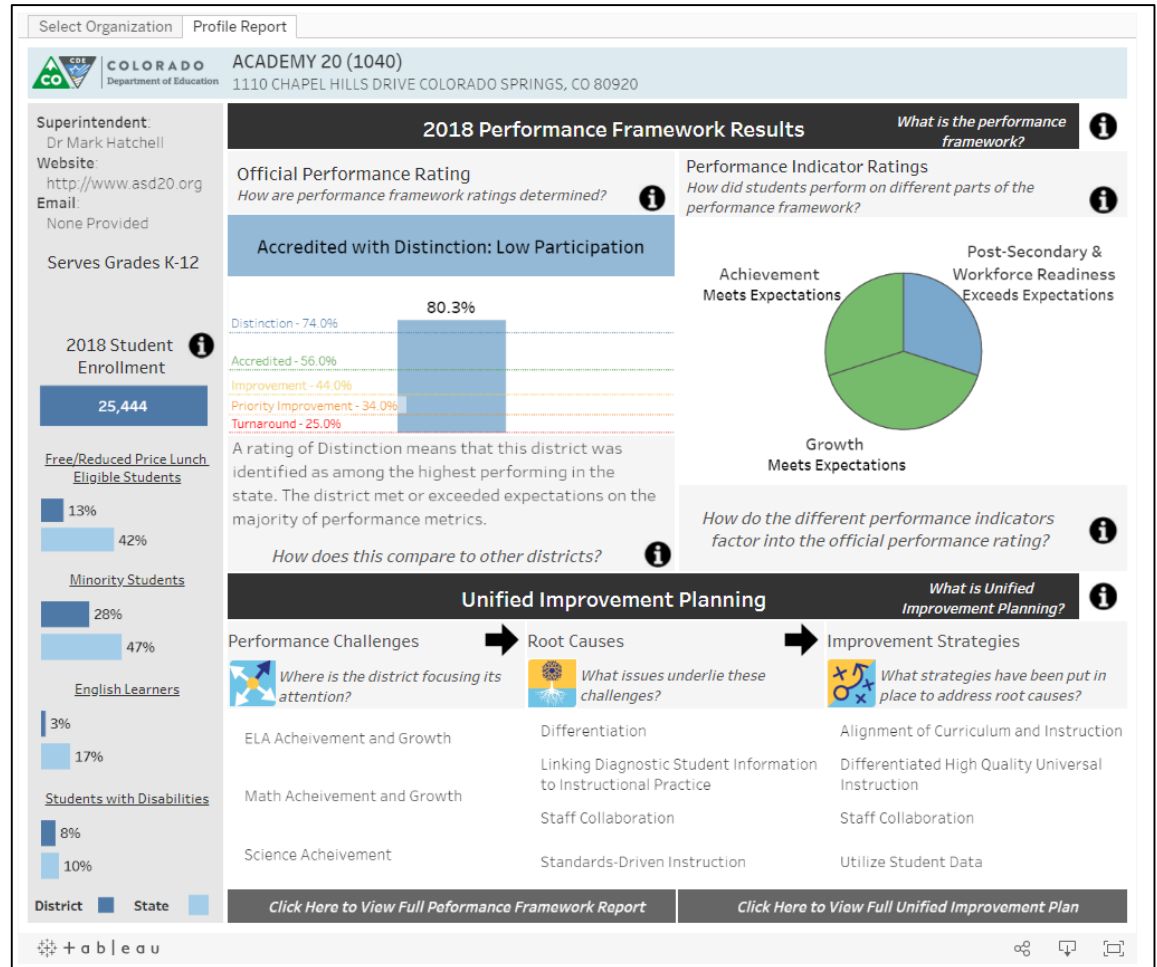 Select Organization
Profile Report
CO
CDE
COLORADO
Department of Education
ACADEMY 20 (1040)
1110 CHAPEL HILLS DRIVE COLORADO SPRINGS, CO 80920
Superintendent:
Dr Mark Hatchell
Website:
http://www.asd20.org
Email:
None Provided
Serves Grades K-12
2018 Student
Enrollment
i
25,444
Free/Reduced Price Lunch
Eligible Students
13%
42%
Minority Students
28%
47%
English Learners
3%
17%
Students with Disabilities
8%
10%
District
State
2018 Performance Framework Results
What is the performance
framework?
i
Official Performance Rating
How are performance framework ratings determined?
i
Accredited with Distinction: Low Participation
80.3%
Distinction - 74.0%
Accredited - 56.0%
Improvement - 44.0%
Priority Improvement - 34.0%
Turnaround - 25.0%
A rating of Distinction means that this district was
identified as among the highest performing in the
state. The district met or exceeded expectations on the
majority of performance metrics.
How does this compare to other districts?
i
Performance Indicator Ratings
How did students perform on different parts of the
performance framework?
i
Achievement
Meets Expectations
Post-Secondary &
Workforce Readiness
Exceeds Expectations
Growth
Meets Expectations
How do the different performance indicators
factor into the official performance rating?
i
Unified Improvement Planning
What is Unified
Improvement Planning?
i
Performance Challenges
Where is the district focusing its
attention?
ELA Acheivement and Growth
Math Acheivement and Growth
Science Acheivement
Root Causes
What issues underlie these
challenges?
Differentiation
Linking Diagnostic Student Information
to Instructional Practice
Staff Collaboration
Standards-Driven Instruction
Improvement Strategies
What strategies have been put in
place to address root causes?
Alignment of Curriculum and Instruction
Differentiated High Quality Universal
Instruction
Staff Collaboration
Utilize Student Data
Click Here to View Full Peformance Framework Report
Click Here to View Full Unified Improvement Plan
+ a b | e a u